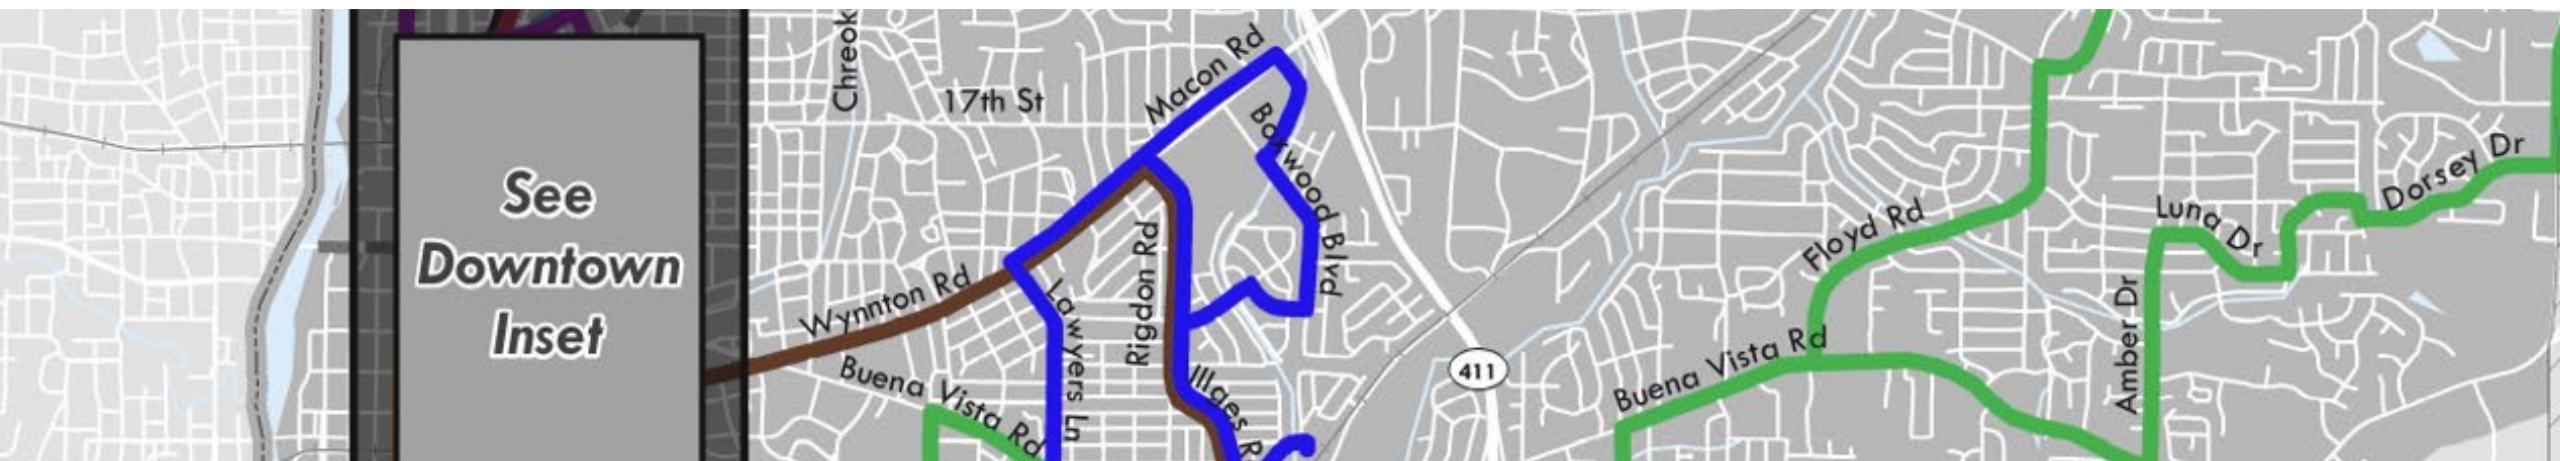 Chreok
Macon Rd
17th St
Boxwood Blvd
See
Downtown
Inset
Wynnton Rd
Lawyers Ln
Rigdon Rd
Buena Vista Rd
Illges R
411
Floyd Rd
Buena Vista Rd
Luna Dr
Dorsey Dr
Amber Dr